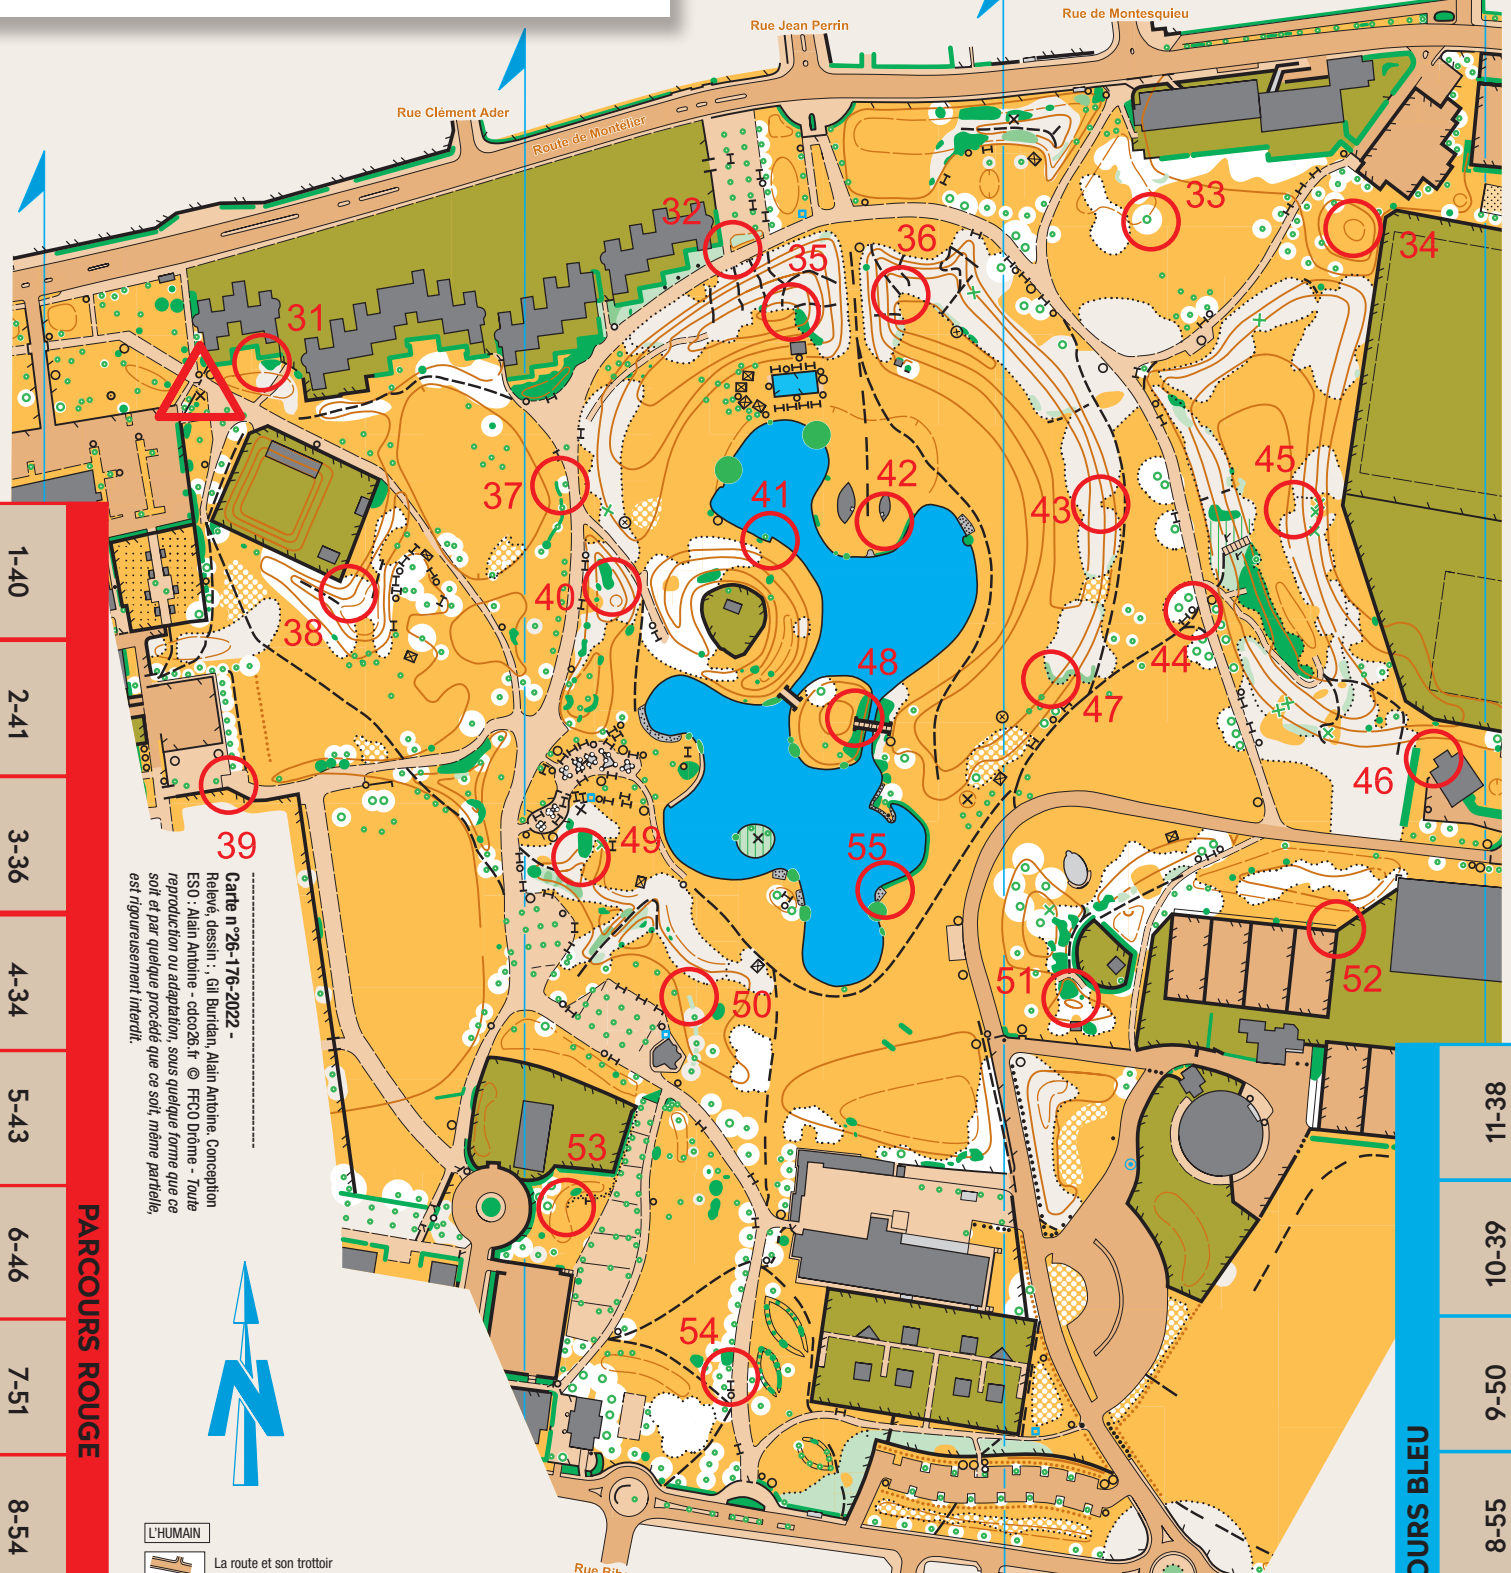 Rue Jean Perrin
Rue de Montesquieu
Rue Clément Ader
Route de Montélier
31
32
33
34
35
36
37
38
39
40
41
42
43
44
45
46
47
48
49
50
51
52
53
54
55
1-40
2-41
3-36
4-34
5-43
6-46
7-51
8-54
PARCOURS ROUGE
Carte n°26-176-2022 -
Relevé, dessin : , Gil Buridan, Alain Antoine. Conception
ESO : Alain Antoine - cdco26.fr © FFCO Drôme - Toute
reproduction ou adaptation, sous quelque forme que ce
soit et par quelque procédé que ce soit, même partielle,
est rigoureusement interdit.
N
L'HUMAIN
La route et son trottoir
11-38
10-39
9-50
8-55
OURS BLEU